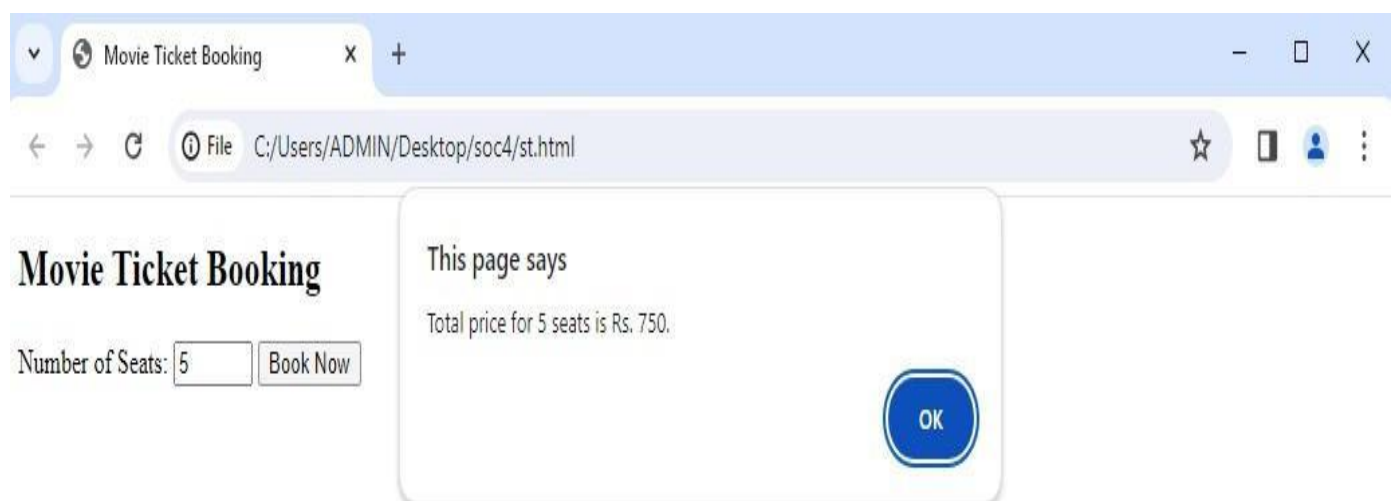 Movie Ticket Booking
File C:/Users/ADMIN/Desktop/soc4/st.html
This page says
Total price for 5 seats is Rs. 750.
OK
Movie Ticket Booking
Number of Seats: 5 Book Now